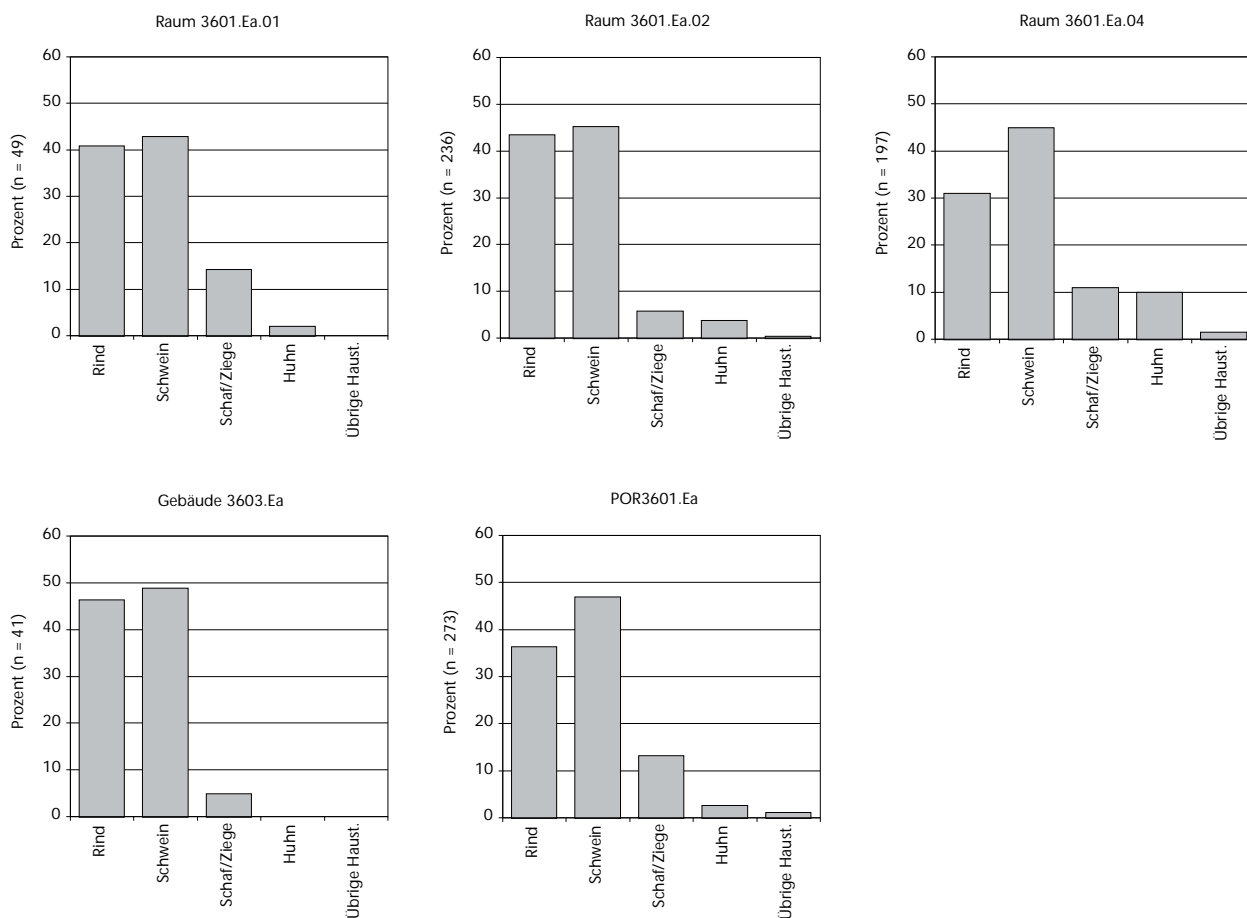 Raum 3601.Ea.01
60
50
40
30
20
10
0
Prozent (n = 49)
Rind
Schwein
Schaf/Ziege
Huhn
Übrige Haust.
Raum 3601.Ea.02
60
50
40
30
20
10
0
Prozent (n = 236)
Rind
Schwein
Schaf/Ziege
Huhn
Übrige Haust.
Raum 3601.Ea.04
60
50
40
30
20
10
0
Prozent (n = 197)
Rind
Schwein
Schaf/Ziege
Huhn
Übrige Haust.
Gebäude 3603.Ea
60
50
40
30
20
10
0
Prozent (n = 41)
Rind
Schwein
Schaf/Ziege
Huhn
Übrige Haust.
POR3601.Ea
60
50
40
30
20
10
0
Prozent (n = 273)
Rind
Schwein
Schaf/Ziege
Huhn
Übrige Haust.